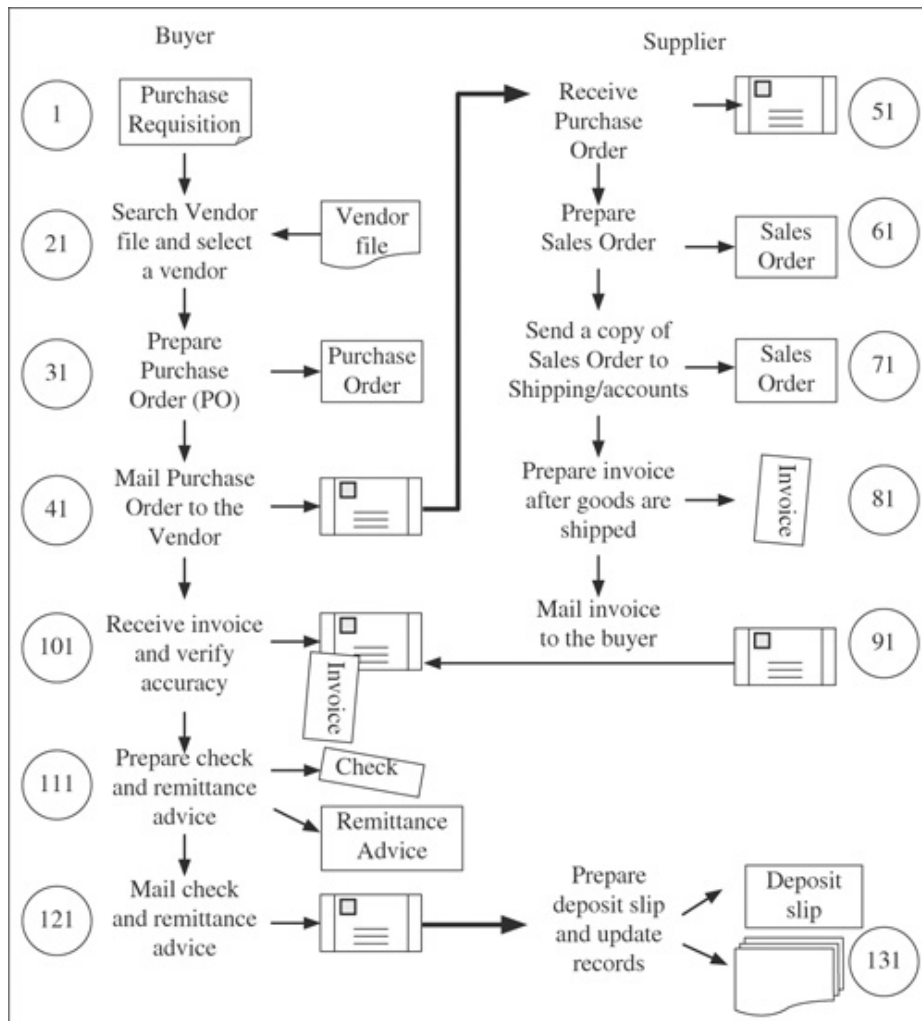 Buyer
Supplier
1
Purchase
Requisition
21
Search Vendor
file and select
a vendor
Vendor
file
31
Prepare
Purchase
Order (PO)
Purchase
Order
41
Mail Purchase
Order to the
Vendor
Receive
Purchase
Order
51
Prepare
Sales Order
Sales
Order
61
Send a copy of
Sales Order to
Shipping/accounts
Sales
Order
71
Prepare invoice
after goods are
shipped
Invoice
81
Mail invoice
to the buyer
91
101
Receive invoice
and verify
accuracy
Invoice
111
Prepare check
and remittance
advice
Check
Remittance
Advice
121
Mail check
and remittance
advice
Prepare
deposit slip
and update
records
Deposit
slip
131